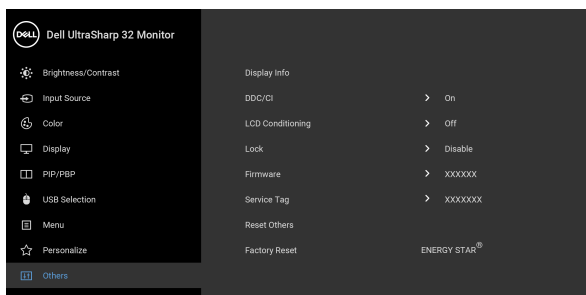 DELL Dell UltraSharp 32 Monitor
Brightness/Contrast Display Info
Input Source DDC/CI On
Color LCD Conditioning Off
Display Lock Disable
PIP/PBP Firmware XXXXXX
USB Selection Service Tag XXXXXXX
Menu Reset Others
Personalize Factory Reset ENERGY STAR®
Others